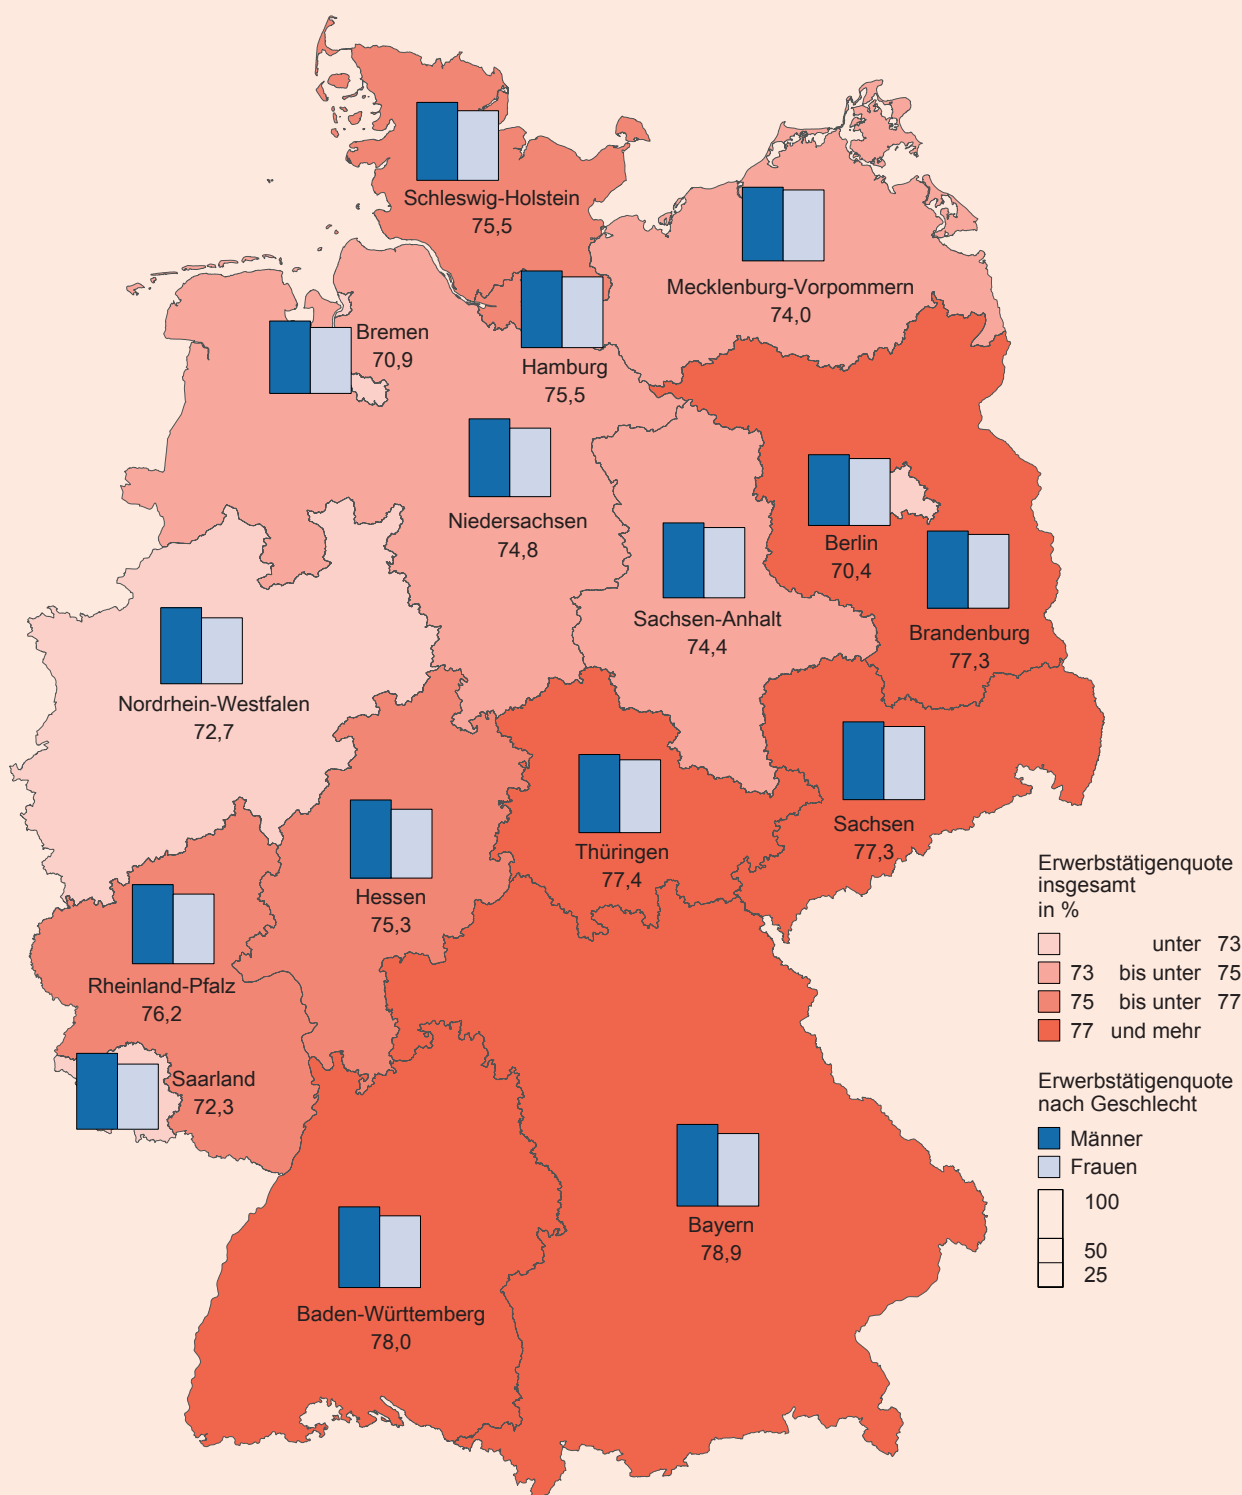 Schleswig-Holstein
75,5
Mecklenburg-Vorpommern
74,0
Bremen
70,9
Hamburg
75,5
Niedersachsen
74,8
Berlin
70,4
Sachsen-Anhalt
74,4
Brandenburg
77,3
Nordrhein-Westfalen
72,7
Sachsen
77,3
Thüringen
77,4
Hessen
75,3
Rheinland-Pfalz
76,2
Saarland
72,3
Bayern
78,9
Baden-Württemberg
78,0
Erwerbstätigenquote
insgesamt
in %
unter 73
73 bis unter 75
75 bis unter 77
77 und mehr
Erwerbstätigenquote
nach Geschlecht
Männer
Frauen
100
50
25